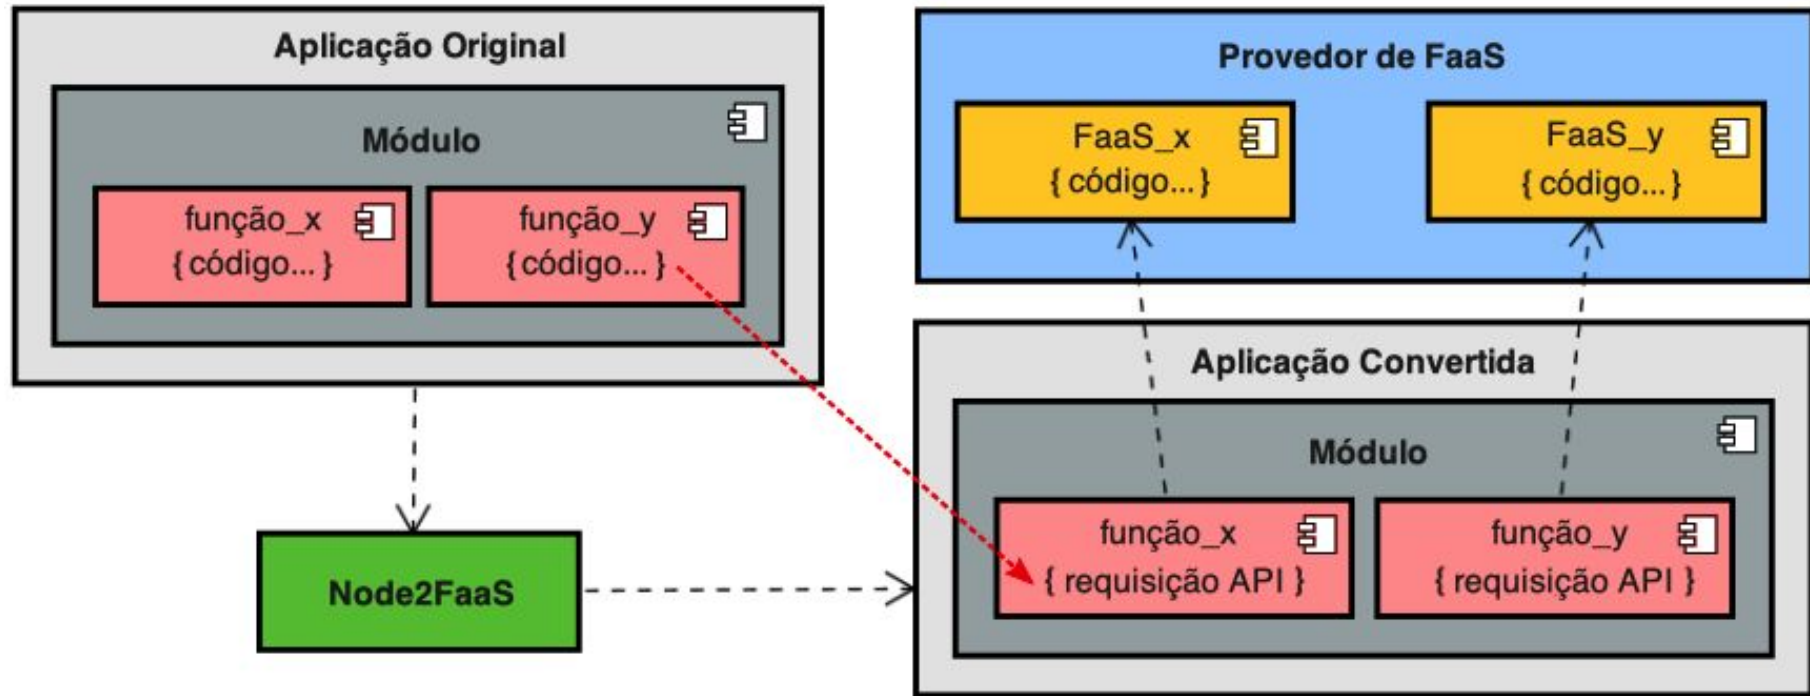 Aplicação Original
Módulo
função_x
{código...}
função_y
{código...}
Node2FaaS
Provedor de FaaS
FaaS_x
{código...}
FaaS_y
{código...}
Aplicação Convertida
Módulo
função_x
{ requisição API }
função_y
{ requisição API }